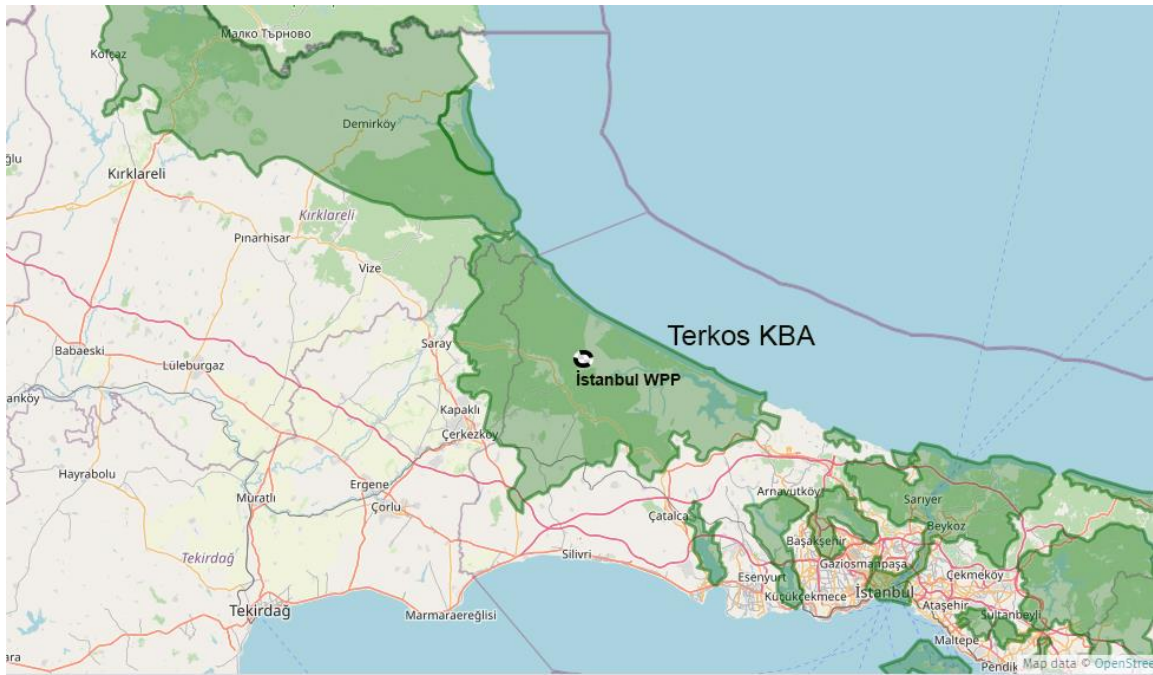 Малко Търново
Kofçaz
Demirköy
ğlu
Kırklareli
Kırklareli
Pınarhisar
Vize
Terkos KBA
Babaeski
Lüleburgaz
Saray
İstanbul WPP
anköy
Kapaklı
Çerkezköy
Hayrabolu
Ergene
Muratlı
Çorlu
Arnavutköy
Sarıyer
Çatalca
Beykoz
Başakşehir
Silivri
Gaziosmanpaşa
Tekirdağ
Esenyurt
Çekmeköy
Küçükçekmece
İstanbul
Ataşehir
Tekirdağ
Marmaraereğlisi
Sultanbeyli
Maltepe
ara
Pendik
Map data © OpenStree